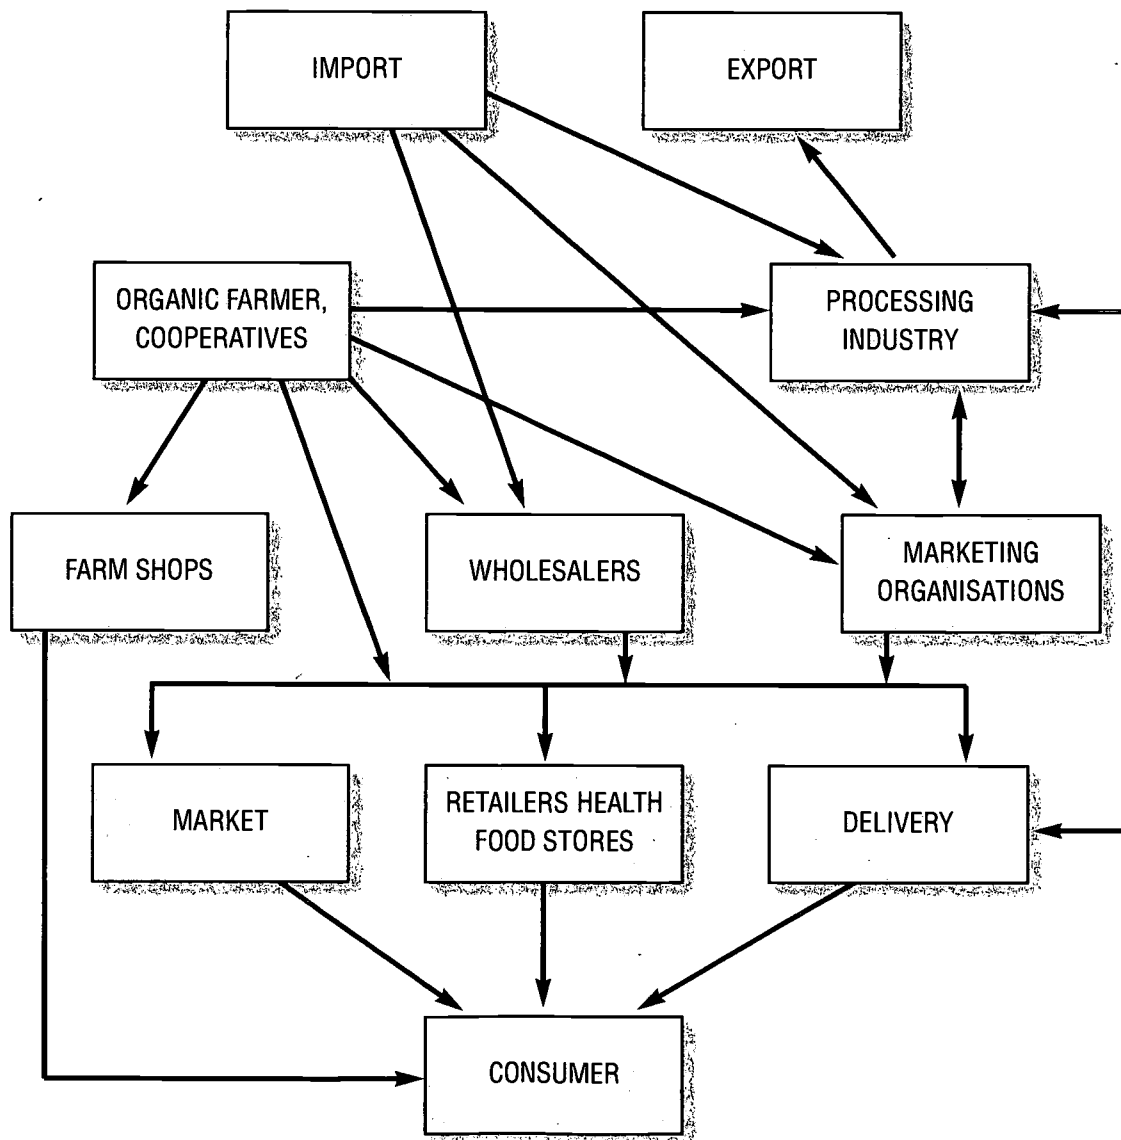 IMPORT
EXPORT
ORGANIC FARMER,
COOPERATIVES
PROCESSING
INDUSTRY
FARM SHOPS
WHOLESALERS
MARKETING
ORGANISATIONS
MARKET
RETAILERS HEALTH
FOOD STORES
DELIVERY
CONSUMER